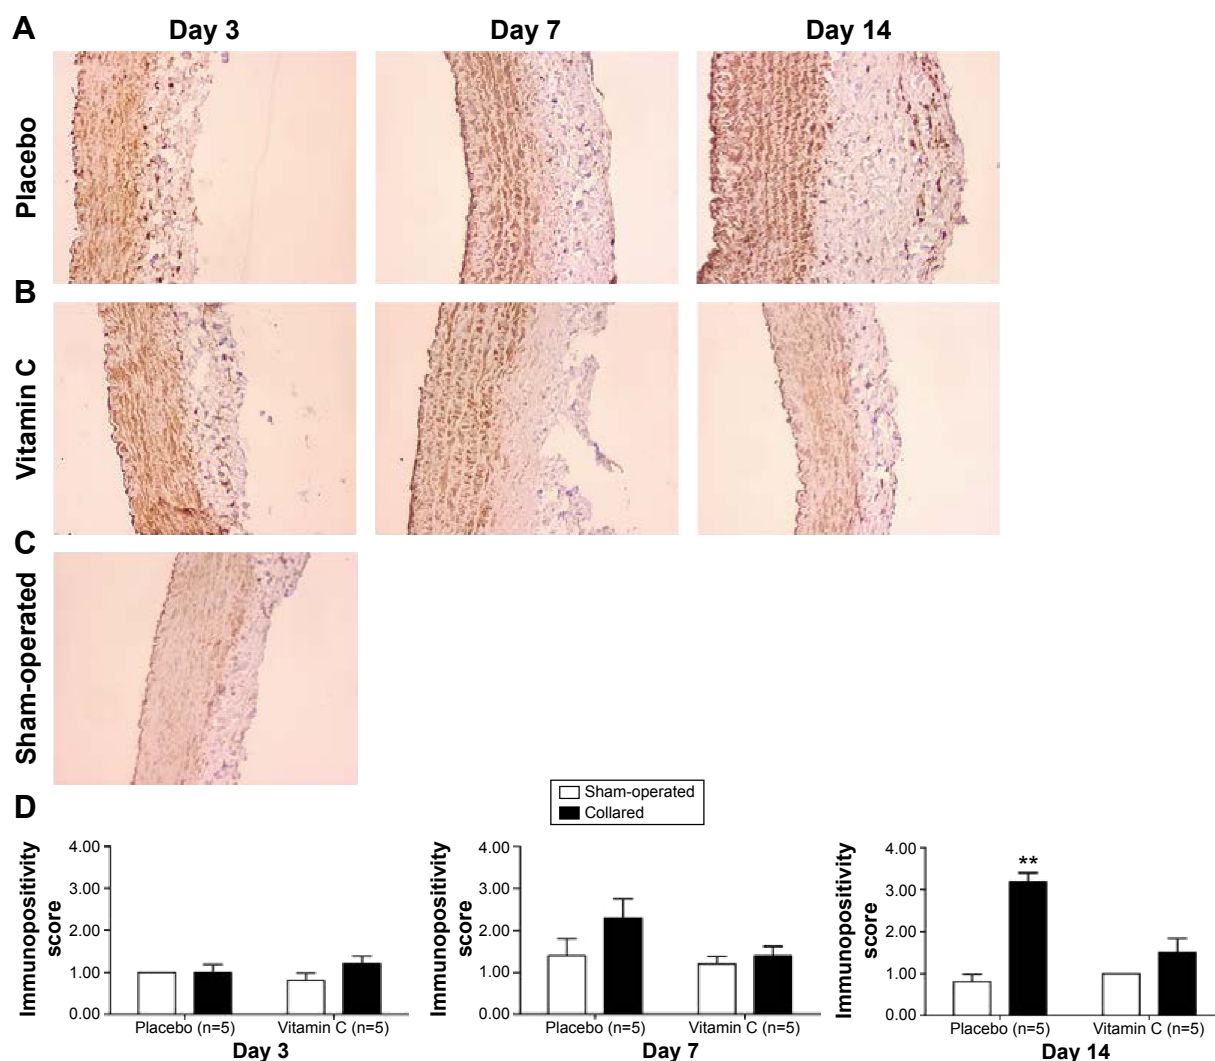 A
Day 3
Day 7
Day 14
Placebo
B
Vitamin C
C
Sham-operated
D
Sham-operated
Collared
Immunopositivity
score
4.00
3.00
2.00
1.00
0.00
Placebo (n=5)
Vitamin C (n=5)
Day 3
Immunopositivity
score
4.00
3.00
2.00
1.00
0.00
Placebo (n=5)
Vitamin C (n=5)
Day 7
Immunopositivity
score
4.00
3.00
2.00
1.00
0.00
**
Placebo (n=5)
Vitamin C (n=5)
Day 14